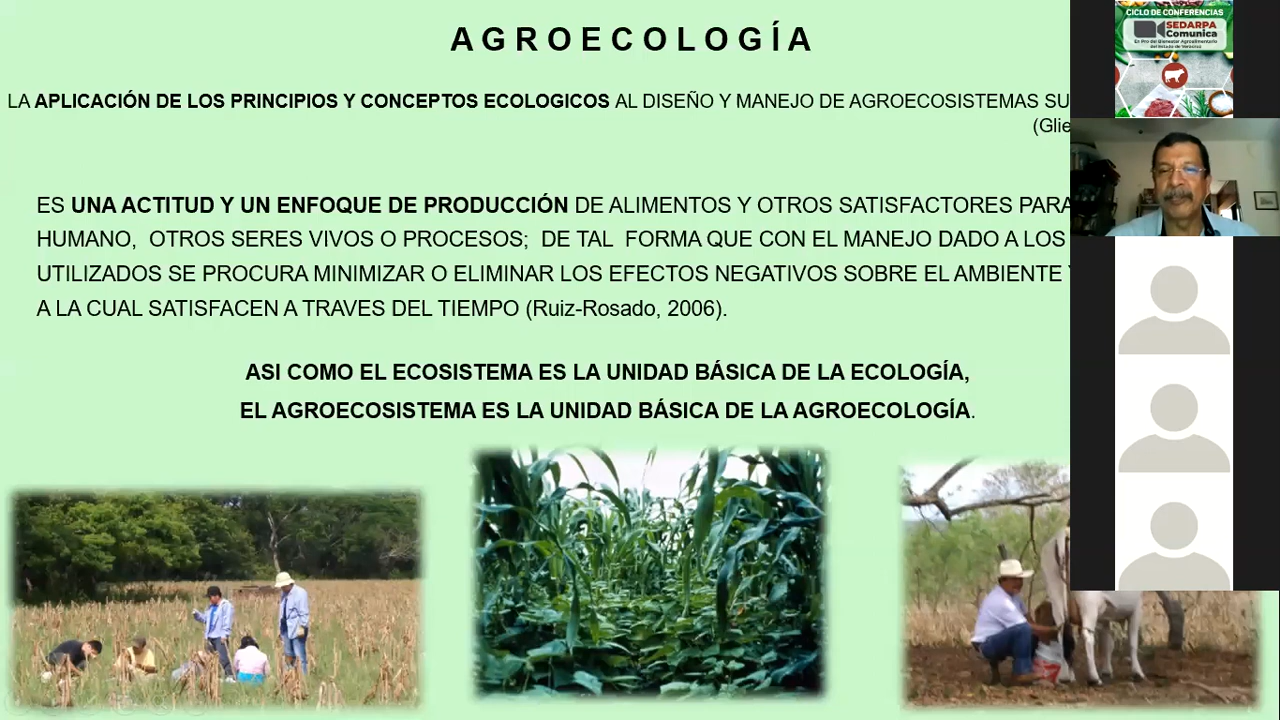 AGROECOLOGÍA
LA APLICACIÓN DE LOS PRINCIPIOS Y CONCEPTOS ECOLOGICOS AL DISEÑO Y MANEJO DE AGROECOSISTEMAS SU
(Glie
ES UNA ACTITUD Y UN ENFOQUE DE PRODUCCIÓN DE ALIMENTOS Y OTROS SATISFACTORES PARA
HUMANO, OTROS SERES VIVOS O PROCESOS; DE TAL FORMA QUE CON EL MANEJO DADO A LOS
UTILIZADOS SE PROCURA MINIMIZAR O ELIMINAR LOS EFECTOS NEGATIVOS SOBRE EL AMBIENTE
A LA CUAL SATISFACEN A TRAVES DEL TIEMPO (Ruiz-Rosado, 2006).
ASI COMO EL ECOSISTEMA ES LA UNIDAD BÁSICA DE LA ECOLOGÍA,
EL AGROECOSISTEMA ES LA UNIDAD BÁSICA DE LA AGROECOLOGÍA.
CICLO DE CONFERENCIAS
SEDARPA
Comunica
En Pro del Bienestar Agroalimentario
del Estado de Veracruz